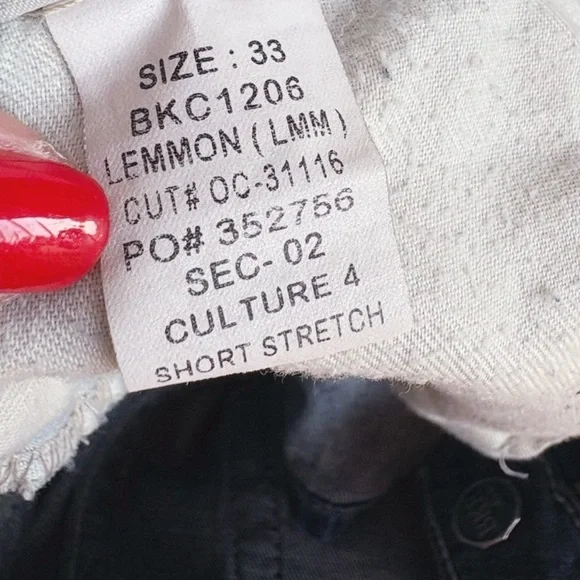 SIZE : 33
BKC1206
LEMMON ( LMM )
CUT# OC-31116
PO# 352756
SEC- 02
CULTURE 4
SHORT STRETCH